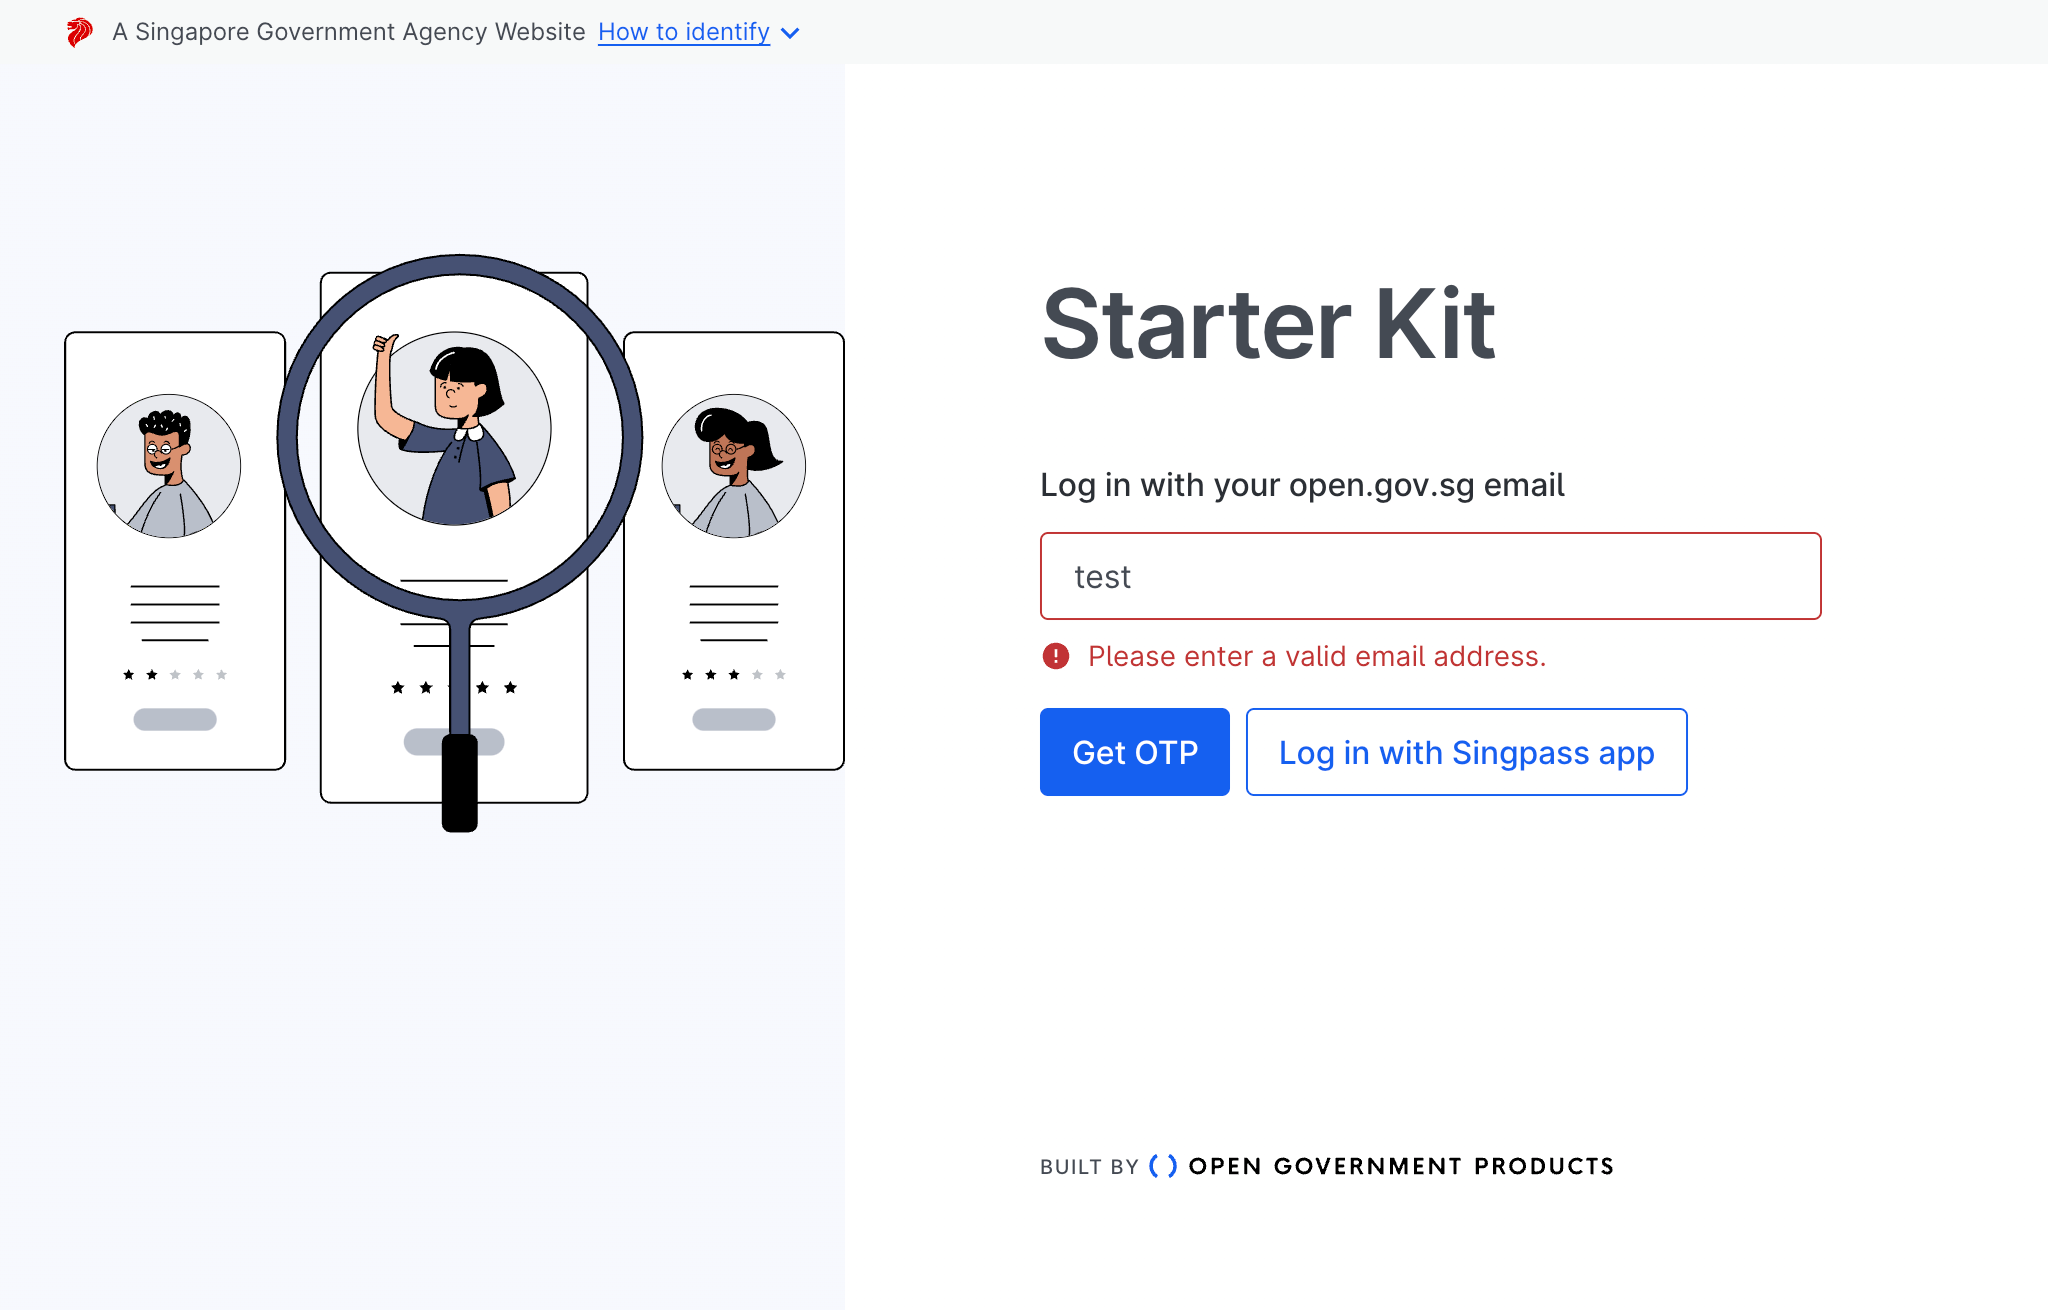 A Singapore Government Agency Website How to identify
Starter Kit
Log in with your open.gov.sg email
test
Please enter a valid email address.
Get OTP Log in with Singpass app
BUILT BY OPEN GOVERNMENT PRODUCTS